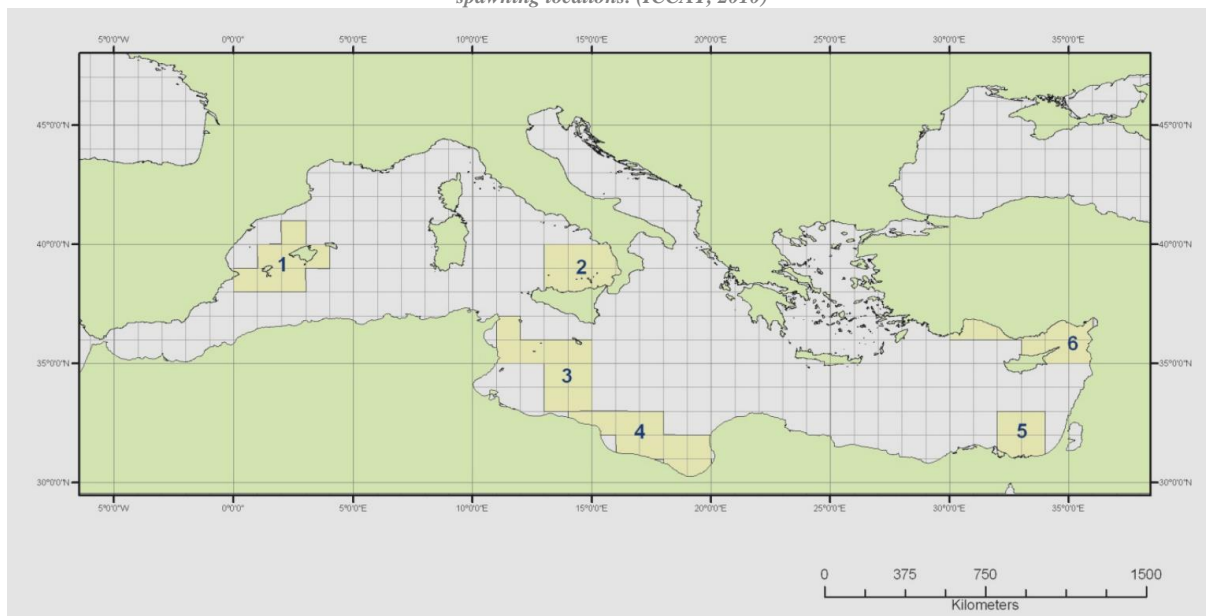 spawning locations. (ICCAT, 2010)
5°0'0"W 0°0'0" 5°0'0"E 10°0'0"E 15°0'0"E 20°0'0"E 25°0'0"E 30°0'0"E 35°0'0"E
45°0'0"N 45°0'0"N
40°0'0"N 40°0'0"N
1 2
6
35°0'0"N 35°0'0"N
3
4 5
30°0'0"N 30°0'0"N
5°0'0"W 0°0'0" 5°0'0"E 10°0'0"E 15°0'0"E 20°0'0"E 25°0'0"E 30°0'0"E 35°0'0"E
0 375 750 1500
Kilometers